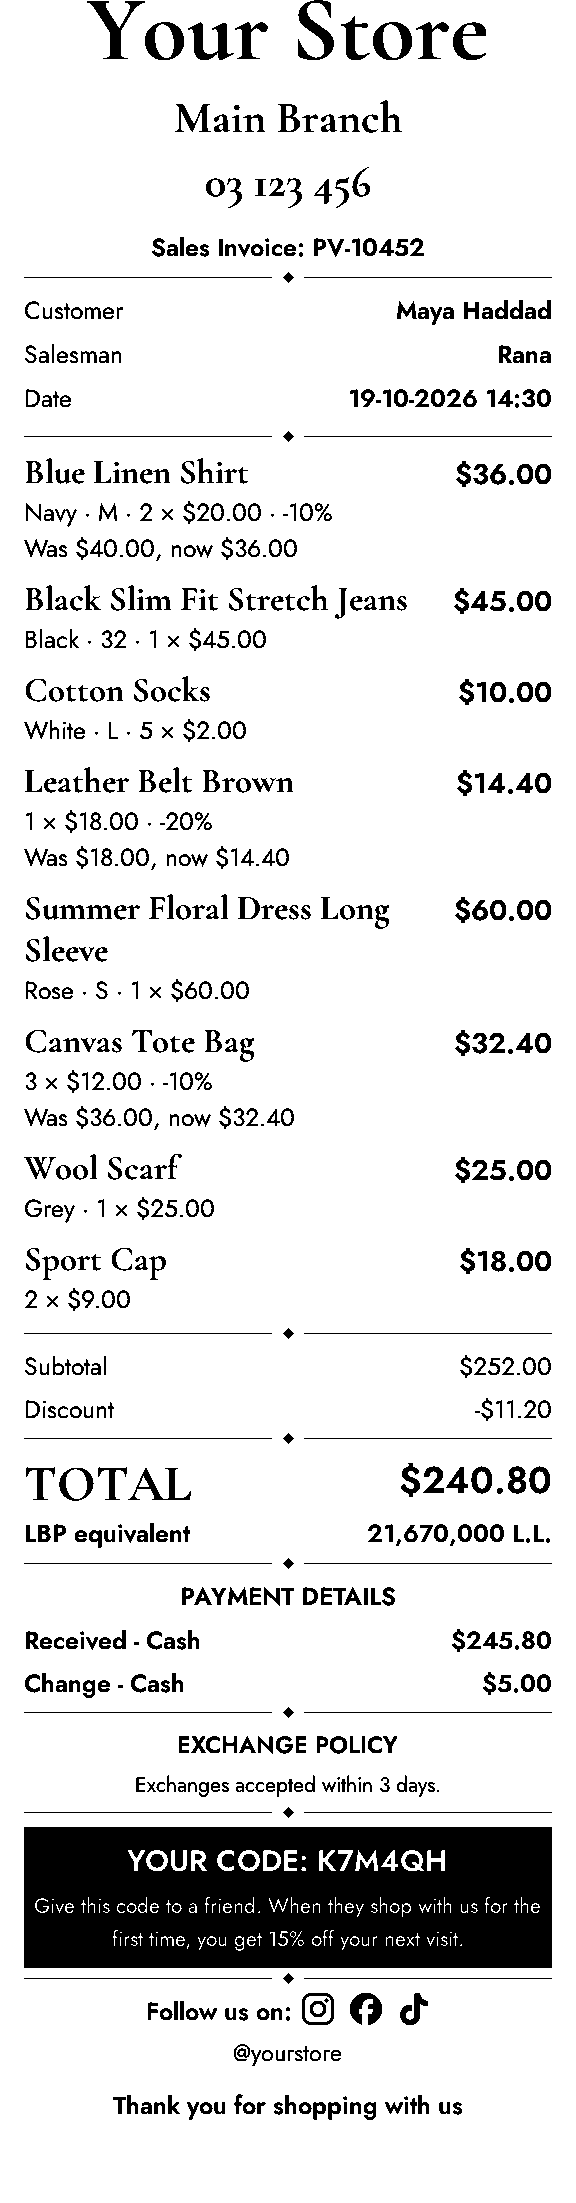 Your Store
Main Branch
03 123 456
Sales Invoice: PV-10452
Customer Maya Haddad
Salesman Rana
Date 19-10-2026 14:30
Blue Linen Shirt $36.00
Navy · M · 2 × $20.00 · -10%
Was $40.00, now $36.00
Black Slim Fit Stretch Jeans $45.00
Black · 32 · 1 × $45.00
Cotton Socks $10.00
White · L · 5 × $2.00
Leather Belt Brown $14.40
1 × $18.00 · -20%
Was $18.00, now $14.40
Summer Floral Dress Long $60.00
Sleeve
Rose · S · 1 × $60.00
Canvas Tote Bag $32.40
3 × $12.00 · -10%
Was $36.00, now $32.40
Wool Scarf $25.00
Grey · 1 × $25.00
Sport Cap $18.00
2 × $9.00
Subtotal $252.00
Discount -$11.20
TOTAL $240.80
LBP equivalent 21,670,000 L.L.
PAYMENT DETAILS
Received - Cash $245.80
Change - Cash $5.00
EXCHANGE POLICY
Exchanges accepted within 3 days.
YOUR CODE: K7M4QH
Give this code to a friend. When they shop with us for the
first time, you get 15% off your next visit.
Follow us on:
@yourstore
Thank you for shopping with us